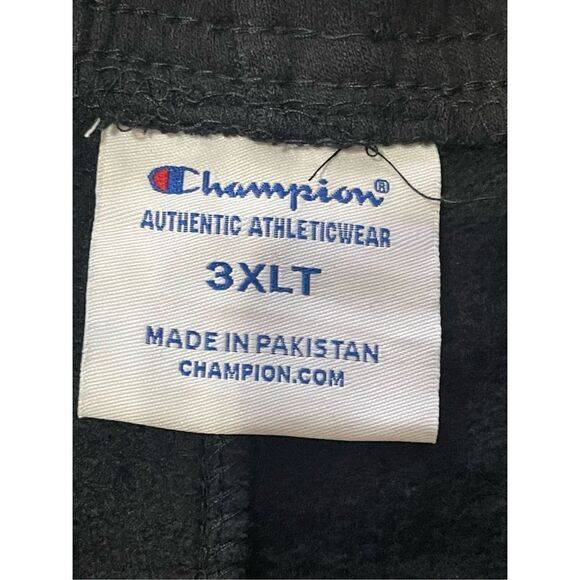 Champion®
AUTHENTIC ATHLETICWEAR
3XLT
MADE IN PAKISTAN
CHAMPION.COM